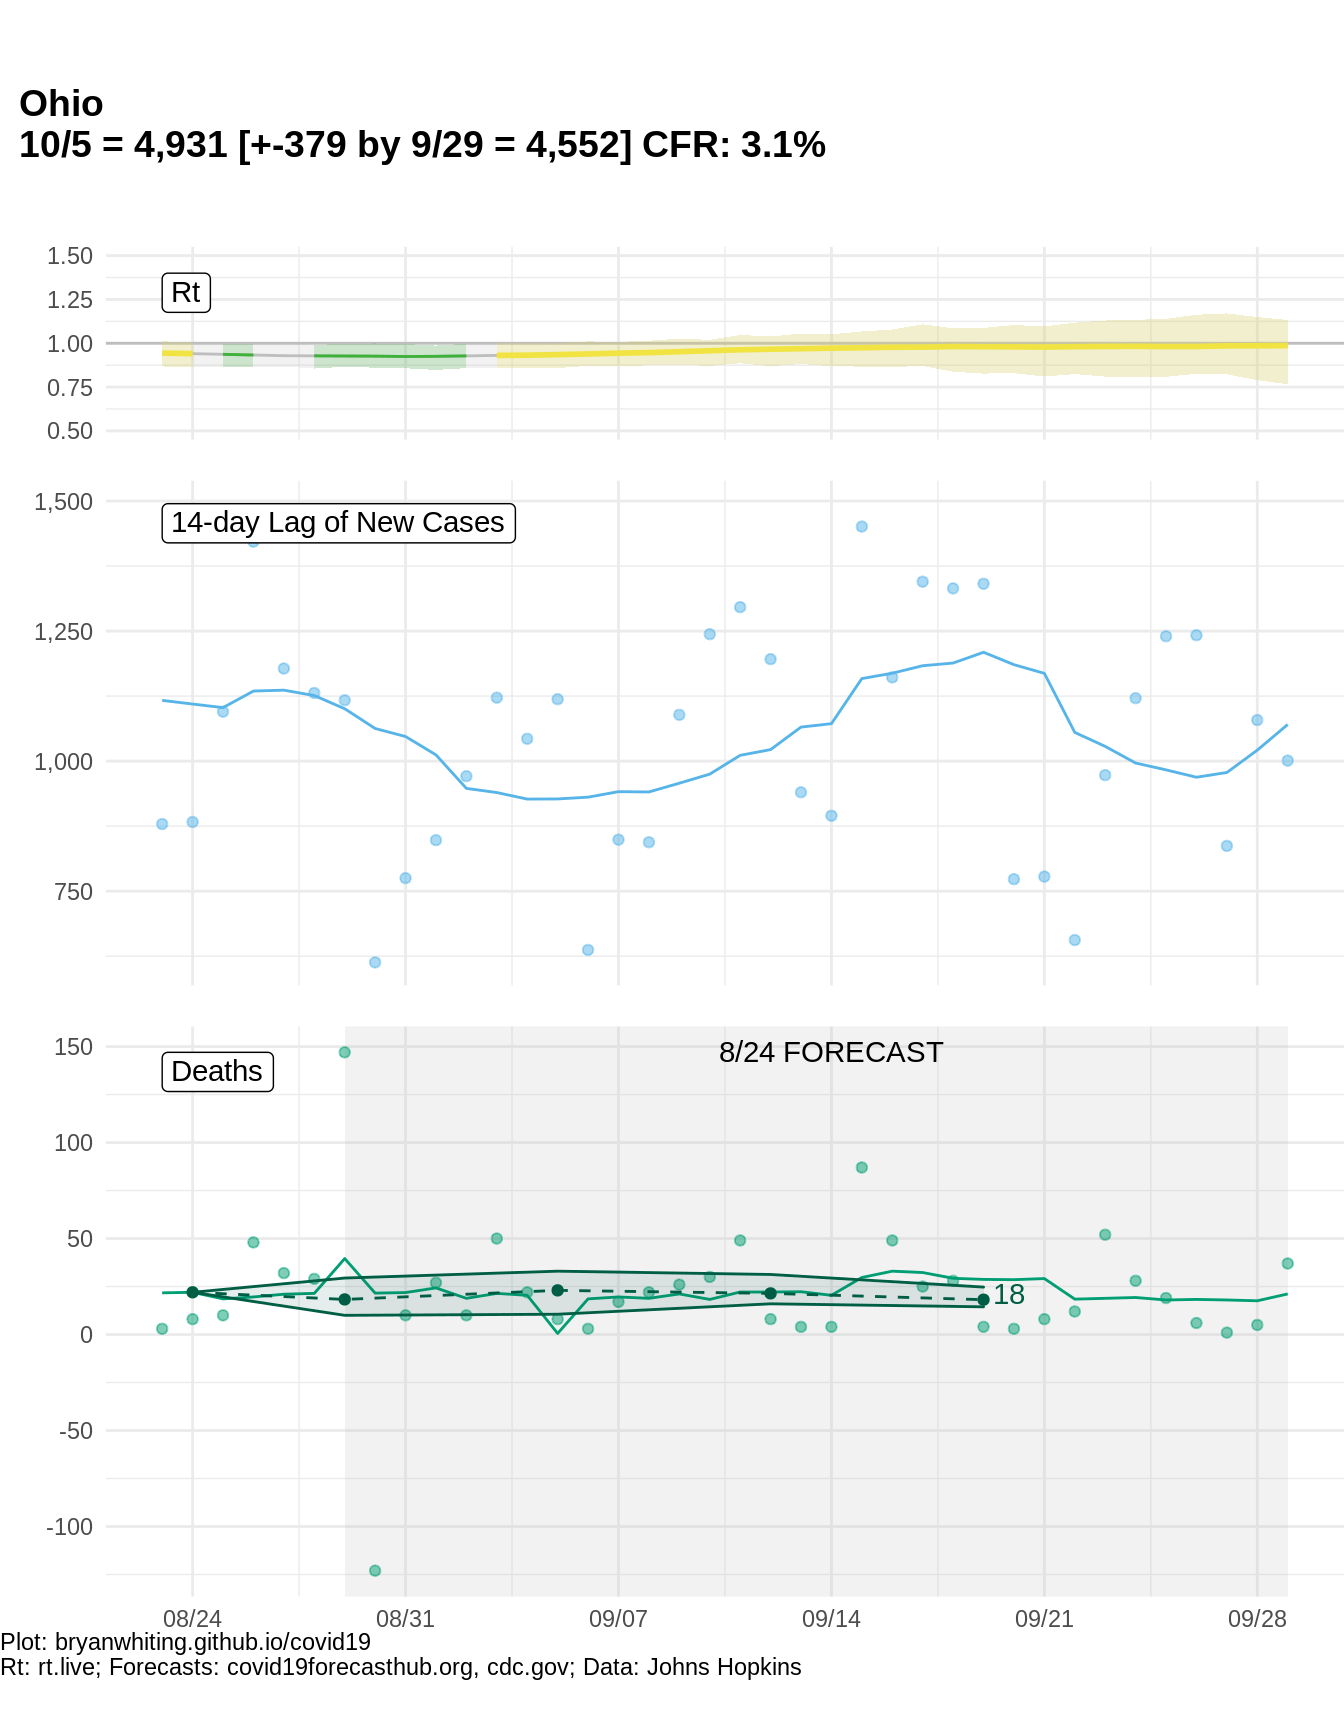 Ohio
10/5 = 4,931 [+-379 by 9/29 = 4,552] CFR: 3.1%
1.50
1.25
1.00
0.75
0.50
Rt
1,500
1,250
1,000
750
14-day Lag of New Cases
150
100
50
0
-50
-100
Deaths
8/24 FORECAST
18
08/24
08/31
09/07
09/14
09/21
09/28
Plot: bryanwhiting.github.io/covid19
Rt: rt.live; Forecasts: covid19forecasthub.org, cdc.gov; Data: Johns Hopkins